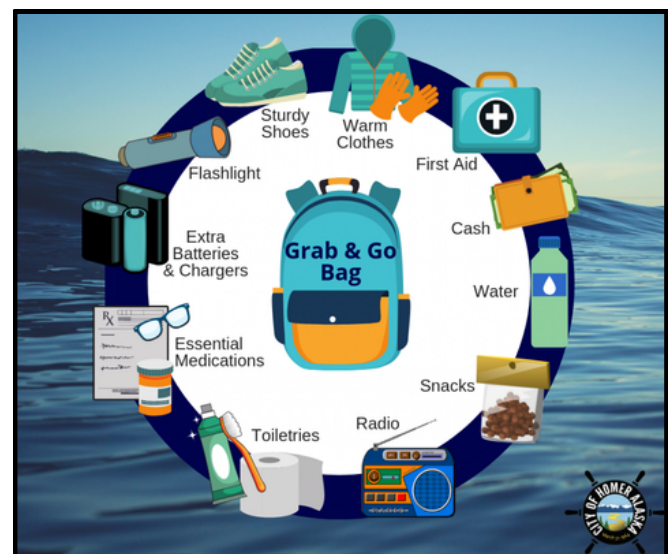 Sturdy
Shoes
Warm
Clothes
First Aid
Flashlight
Cash
Grab & Go
Bag
Extra
Batteries
& Chargers
Water
Essential
Medications
RX
Snacks
Toiletries
Radio
CITY OF HOMER ALASKA